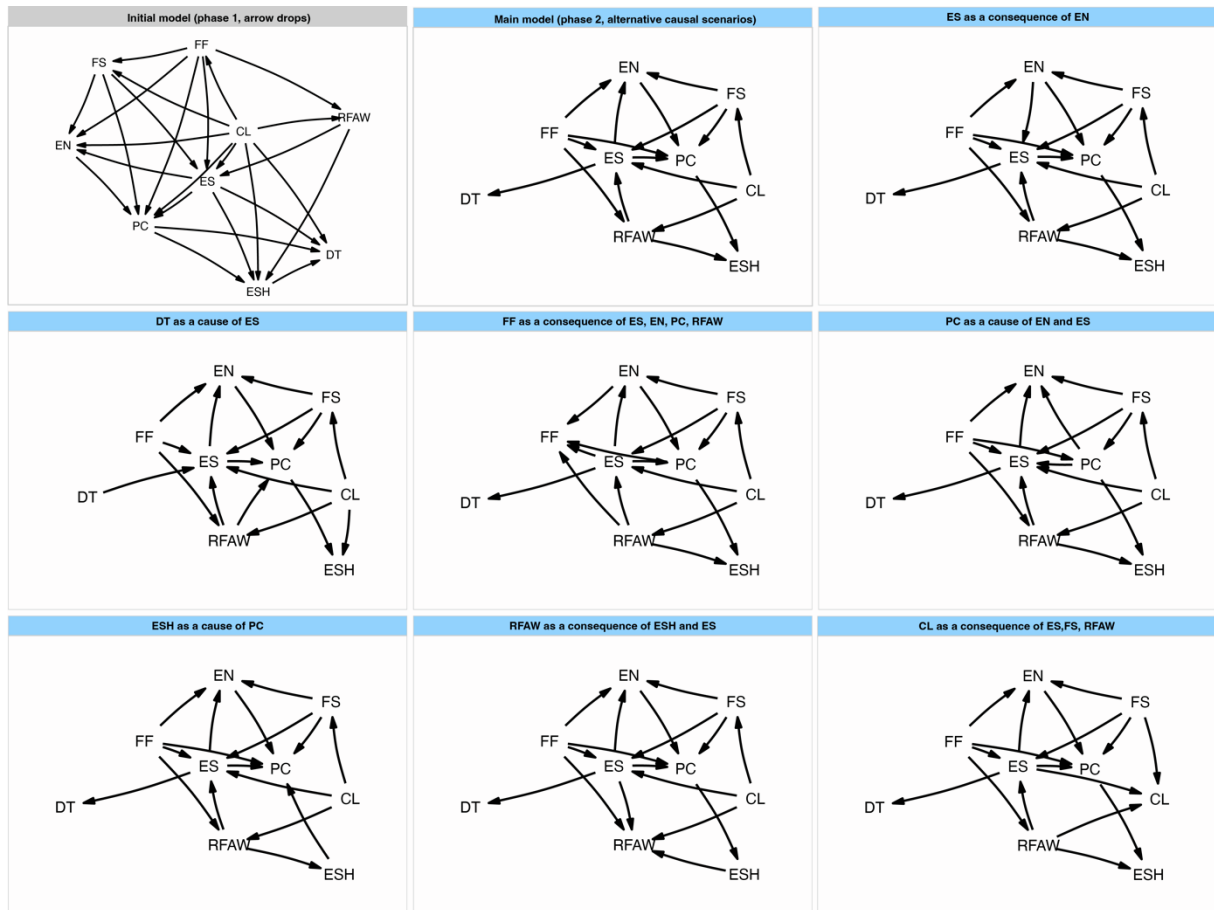 Initial model (phase 1, arrow drops)
FF
FS
CL
RFAW
EN
ES
PC
DT
ESH
Main model (phase 2, alternative causal scenarios)
EN
FS
FF
ES
PC
CL
DT
RFAW
ESH
ES as a consequence of EN
EN
FS
FF
ES
PC
CL
DT
RFAW
ESH
DT as a cause of ES
EN
FS
FF
ES
PC
CL
DT
RFAW
ESH
FF as a consequence of ES, EN, PC, RFAW
EN
FS
FF
ES
PC
CL
DT
RFAW
ESH
PC as a cause of EN and ES
EN
FS
FF
ES
PC
CL
DT
RFAW
ESH
ESH as a cause of PC
EN
FS
FF
ES
PC
CL
DT
RFAW
ESH
RFAW as a consequence of ESH and ES
EN
FS
FF
ES
PC
CL
DT
RFAW
ESH
CL as a consequence of ES,FS, RFAW
EN
FS
FF
ES
PC
CL
DT
RFAW
ESH